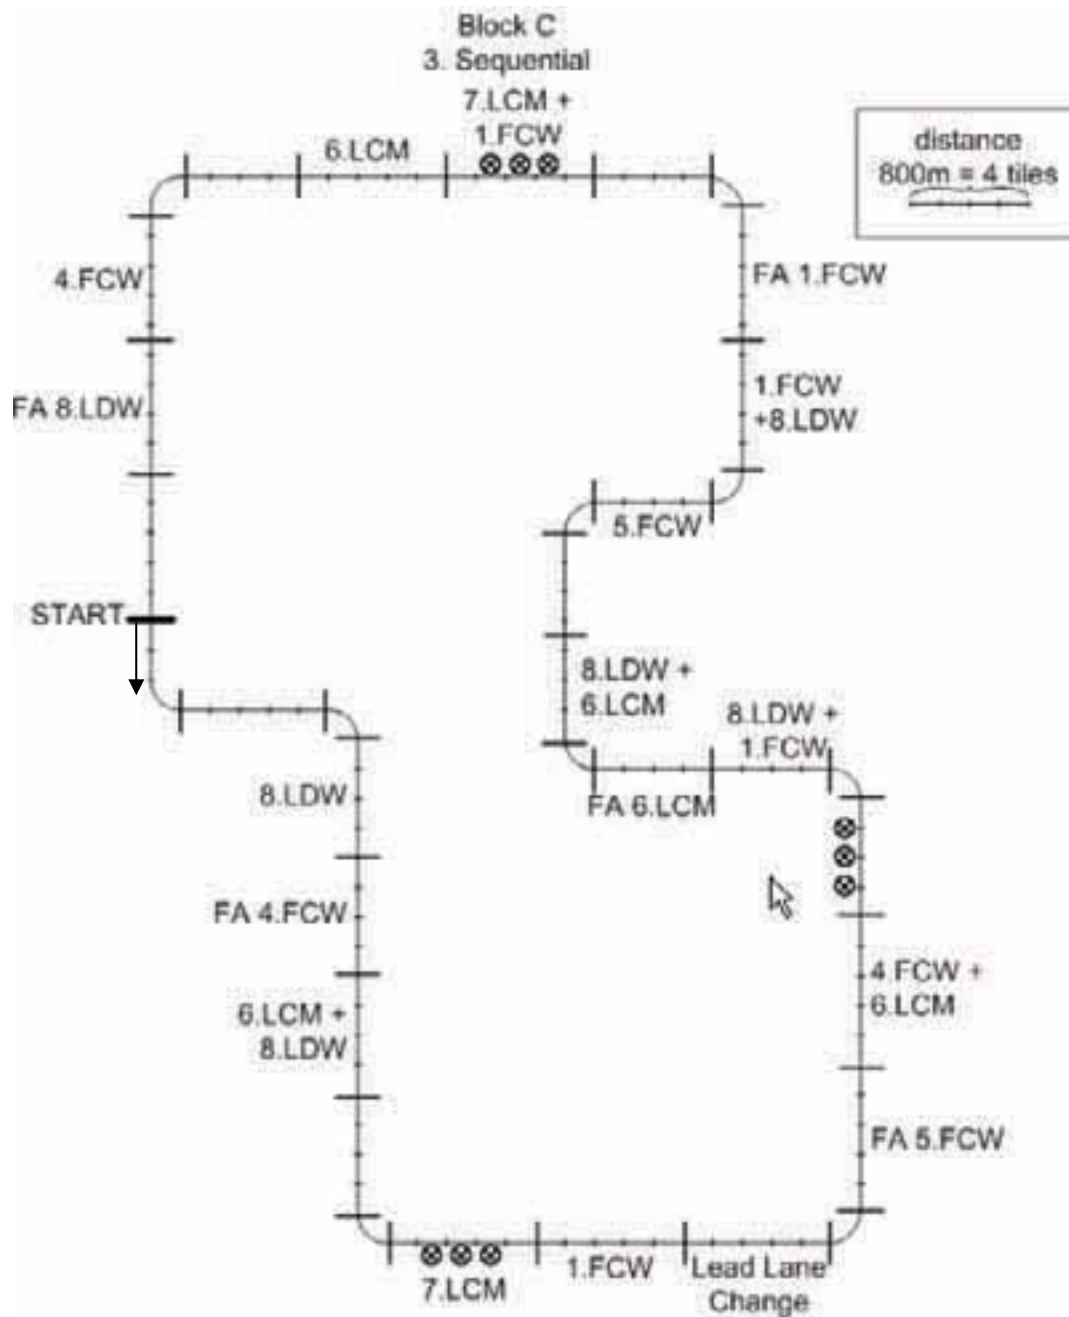 Block C
3. Sequential
7.LCM +
1.FCW
6.LCM
distance
800m = 4 tiles
4.FCW
FA 1.FCW
FA 8.LDW
1.FCW
+8.LDW
5.FCW
START
8.LDW +
6.LCM
8.LDW +
1.FCW
8.LDW
FA 6.LCM
FA 4.FCW
4.FCW +
6.LCM
6.LCM +
8.LDW
FA 5.FCW
7.LCM
1.FCW
Lead Lane
Change